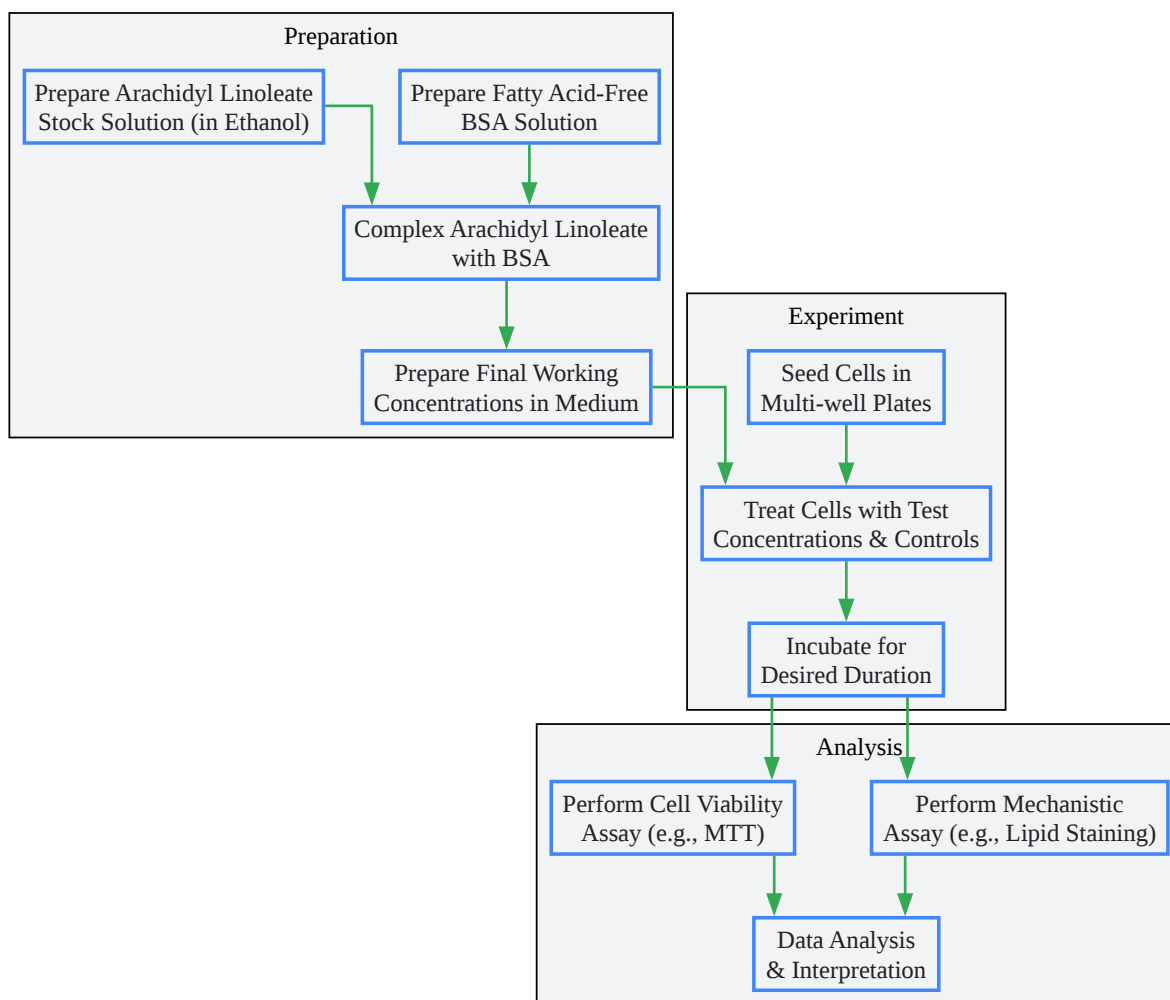 Preparation
Prepare Arachidyl Linoleate
Stock Solution (in Ethanol)
Prepare Fatty Acid-Free
BSA Solution
Complex Arachidyl Linoleate
with BSA
Prepare Final Working
Concentrations in Medium
Experiment
Seed Cells in
Multi-well Plates
Treat Cells with Test
Concentrations & Controls
Incubate for
Desired Duration
Analysis
Perform Cell Viability
Assay (e.g., MTT)
Perform Mechanistic
Assay (e.g., Lipid Staining)
Data Analysis
& Interpretation